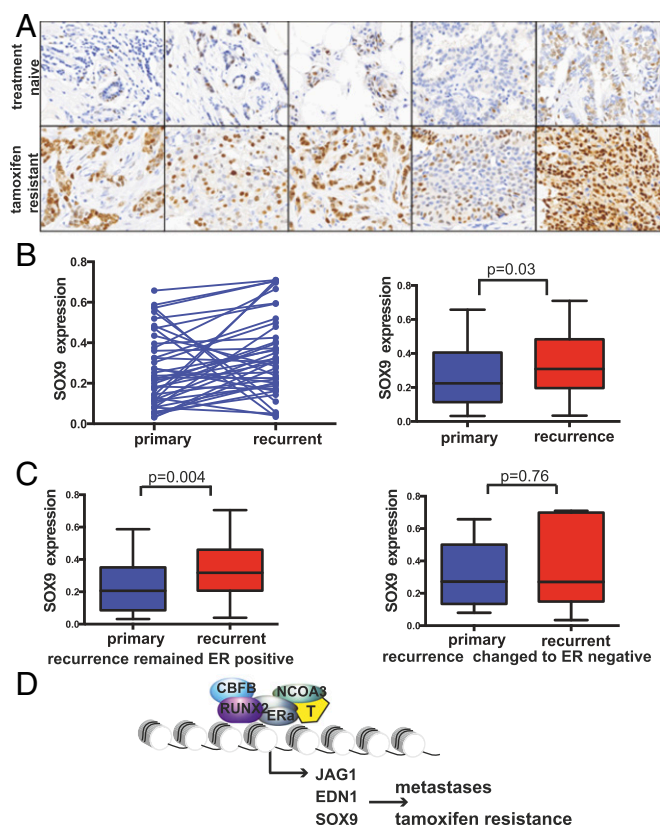 A
treatment
naive
tamoxifen
resistant
B
SOX9 expression
0.8
0.6
0.4
0.2
0.0
primary
recurrent
p=0.03
SOX9 expression
0.8
0.6
0.4
0.2
0.0
primary
recurrence
C
p=0.004
SOX9 expression
0.8
0.6
0.4
0.2
0.0
primary
recurrent
recurrence remained ER positive
p=0.76
SOX9 expression
0.8
0.6
0.4
0.2
0.0
primary
recurrent
recurrence changed to ER negative
D
CBFB
NCOA3
RUNX2
ERa
T
JAG1
EDN1
SOX9
metastases
tamoxifen resistance